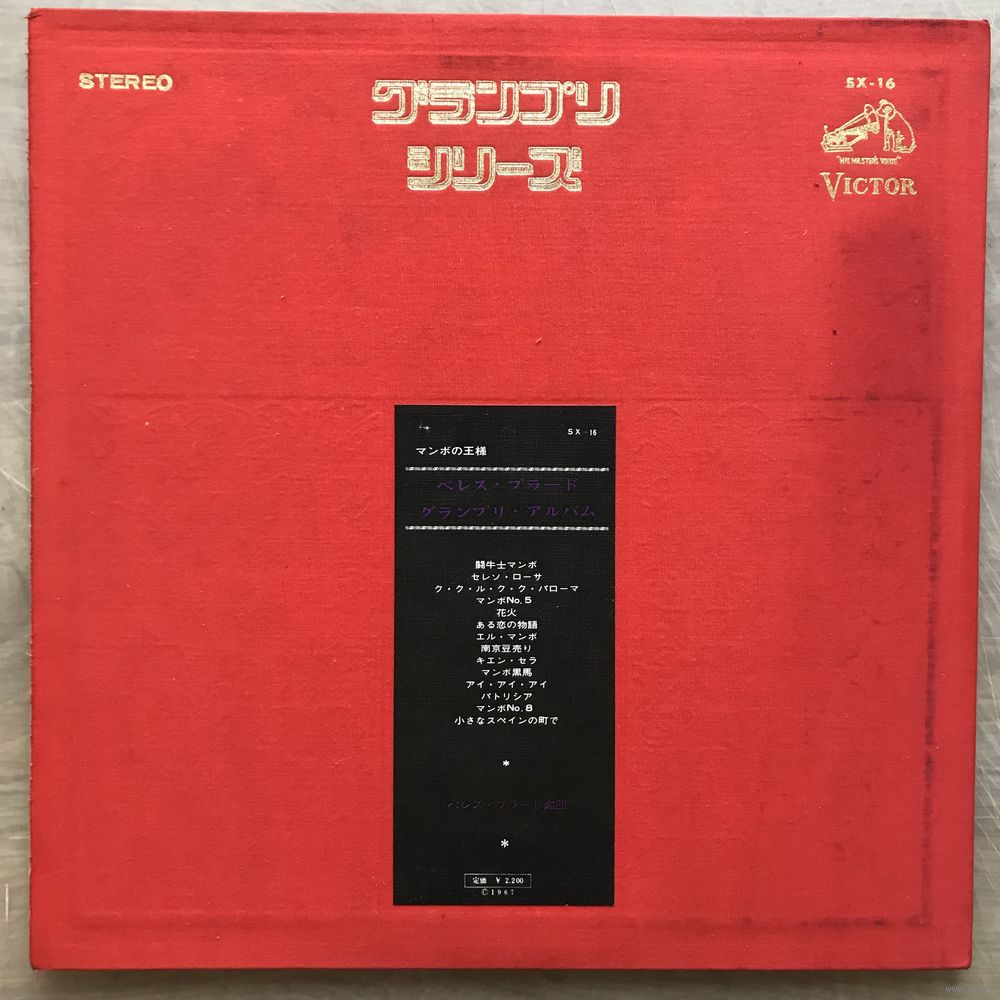 STEREO
グランプリ
シリーズ
SX-16
"HIS MASTER'S VOICE"
VICTOR
SX-16
マンボの王様
ペレス・プラード
グランプリ・アルバム
闘牛士マンボ
セレソ・ローサ
ク・ク・ル・ク・ク・パローマ
マンボNo.5
花火
ある恋の物語
エル・マンボ
南京豆売り
キエン・セラ
マンボ黒馬
アイ・アイ・アイ
パトリシア
マンボNo.8
小さなスペインの町で
*
ペレス・プラード楽団
*
定価 ¥2,200
©1967